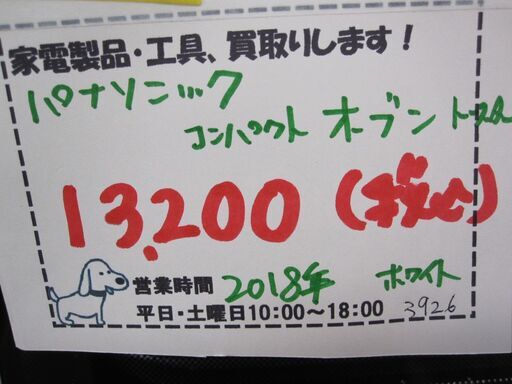 家電製品・工具、買取りします！
パナソニック
コンパクト オーブン トースター
13,200 (税込)
営業時間 2018年 ホワイト
平日・土曜日10:00～18:00 3926